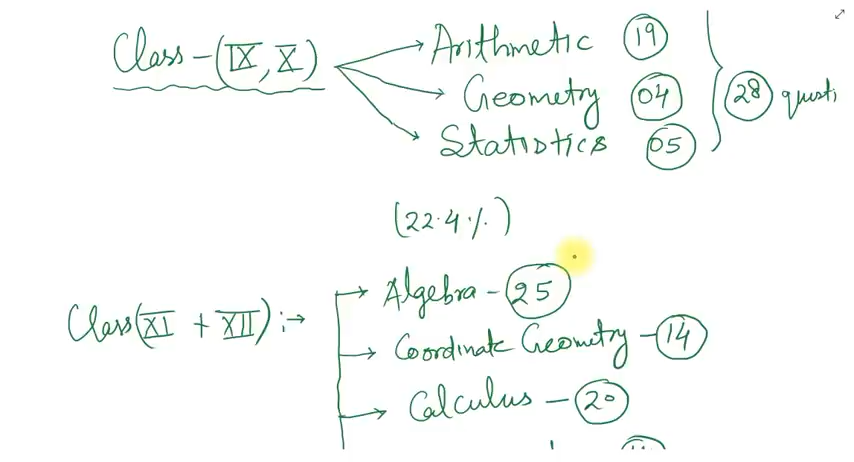 Class-(IX, X)
Arithmetic 19
Geometry 04
Statistics 05
28
(22.4%)
Class(XI + XII):→
Algebra - 25
Coordinate Geometry - 14
Calculus - 20